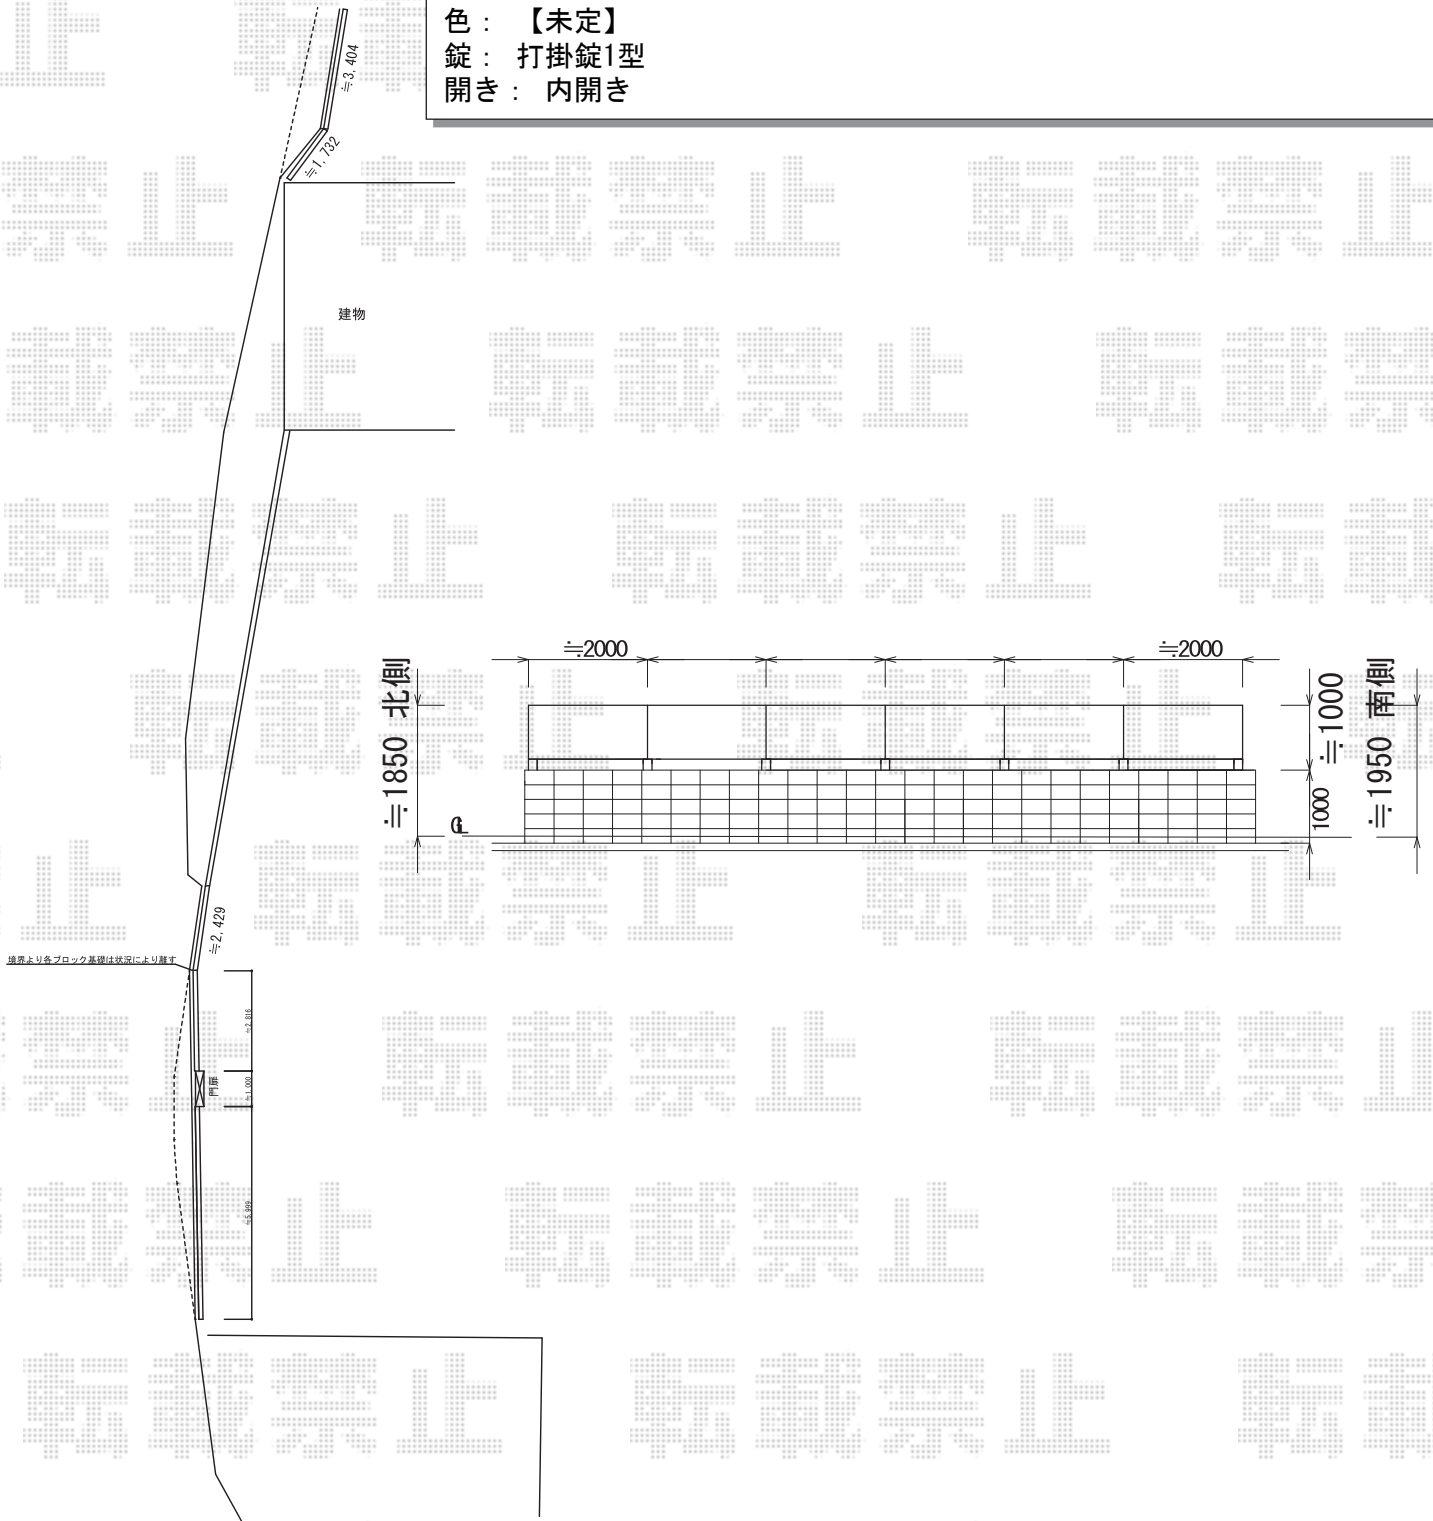 色： 【未定】
錠： 打掛錠1型
開き： 内開き
≒3,404
≒1,732
建物
≒2000
≒2000
≒1850 北側
≒1000
≒1950 南側
1000
GL
≒2,429
境界より各ブロック基礎は状況により離す
≒2,816
門扉
≒1,000
≒5,999
転載禁止